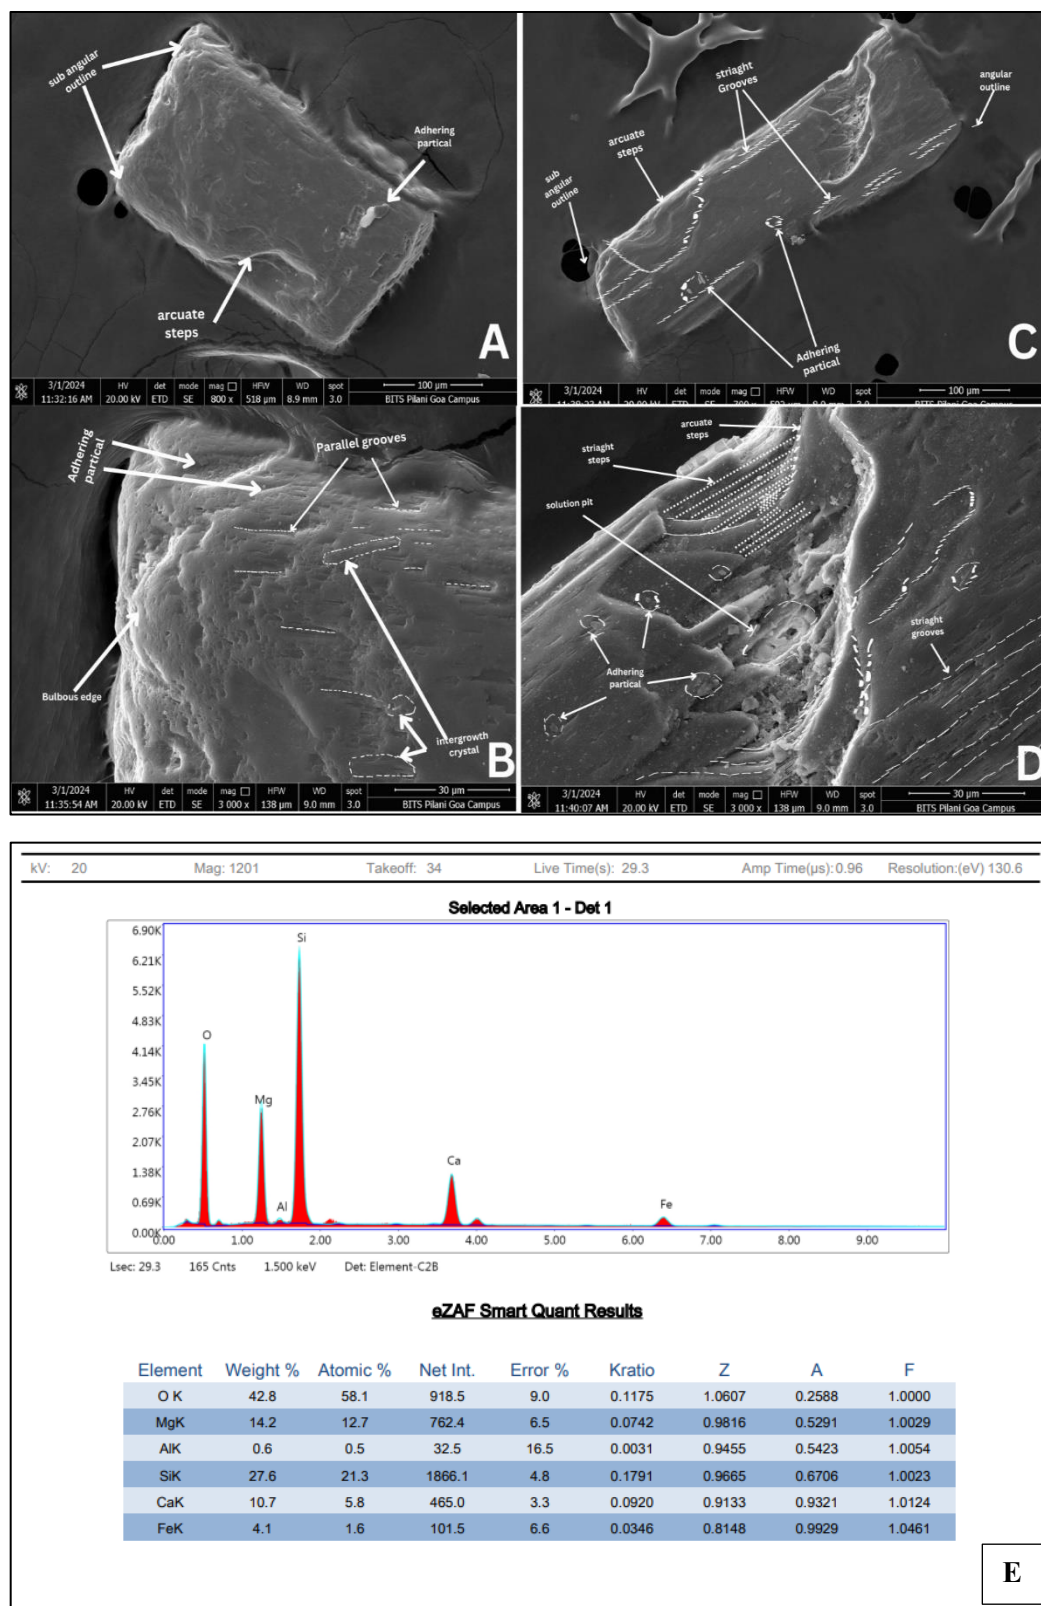 sub angular
outline
Adhering
partical
arcuate
steps
A
3/1/2024 HV det mode mag HFW WD spot 100 µm
11:32:16 AM 20.00 kV ETD SE 800 x 518 µm 8.9 mm 3.0 BITS Pilani Goa Campus
striaght
Grooves
angular
outline
arcuate
steps
sub
angular
outline
Adhering
partical
C
3/1/2024 HV det mode mag HFW WD spot 100 µm
20.00 kV ETD SE BITS Pilani Goa Campus
Adhering
partical
Parallel grooves
Bulbous edge
intergrowth
crystal
B
3/1/2024 HV det mode mag HFW WD spot 30 µm
11:35:54 AM 20.00 kV ETD SE 3 000 x 138 µm 9.0 mm 3.0 BITS Pilani Goa Campus
arcuate
steps
striaght
steps
solution pit
striaght
grooves
Adhering
partical
D
3/1/2024 HV det mode mag HFW WD spot 30 µm
11:40:07 AM 20.00 kV ETD SE 3 000 x 138 µm 9.0 mm 3.0 BITS Pilani Goa Campus
kV: 20 Mag: 1201 Takeoff: 34 Live Time(s): 29.3 Amp Time(µs): 0.96 Resolution:(eV) 130.6
Selected Area 1 - Det 1
6.90K
6.21K
5.52K
4.83K
4.14K
3.45K
2.76K
2.07K
1.38K
0.69K
0.00K
O
Mg
Al
Si
Ca
Fe
0.00 1.00 2.00 3.00 4.00 5.00 6.00 7.00 8.00 9.00
Lsec: 29.3 165 Cnts 1.500 keV Det: Element-C2B
eZAF Smart Quant Results
Element Weight % Atomic % Net Int. Error % Kratio Z A F
O K 42.8 58.1 918.5 9.0 0.1175 1.0607 0.2588 1.0000
MgK 14.2 12.7 762.4 6.5 0.0742 0.9816 0.5291 1.0029
AlK 0.6 0.5 32.5 16.5 0.0031 0.9455 0.5423 1.0054
SiK 27.6 21.3 1866.1 4.8 0.1791 0.9665 0.6706 1.0023
CaK 10.7 5.8 465.0 3.3 0.0920 0.9133 0.9321 1.0124
FeK 4.1 1.6 101.5 6.6 0.0346 0.8148 0.9929 1.0461
E